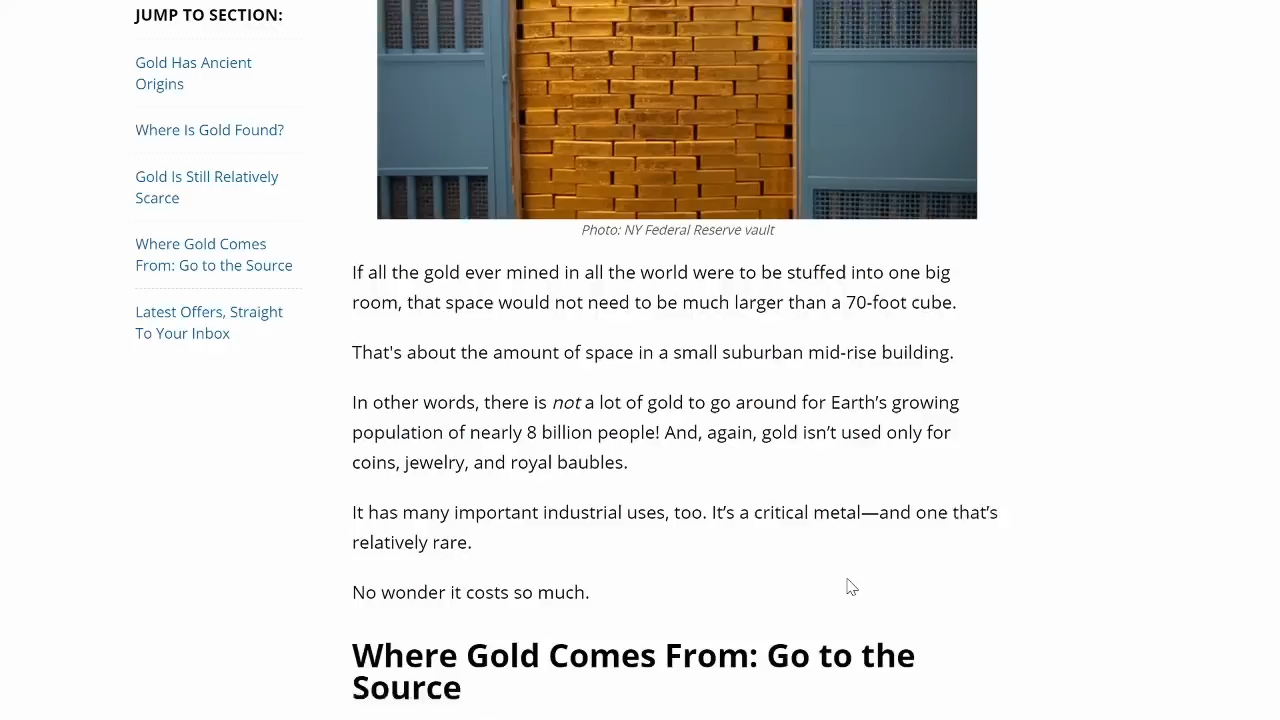 JUMP TO SECTION:
Gold Has Ancient
Origins
Where Is Gold Found?
Gold Is Still Relatively
Scarce
Where Gold Comes
From: Go to the Source
Latest Offers, Straight
To Your Inbox
Photo: NY Federal Reserve vault
If all the gold ever mined in all the world were to be stuffed into one big
room, that space would not need to be much larger than a 70-foot cube.
That's about the amount of space in a small suburban mid-rise building.
In other words, there is not a lot of gold to go around for Earth’s growing
population of nearly 8 billion people! And, again, gold isn’t used only for
coins, jewelry, and royal baubles.
It has many important industrial uses, too. It’s a critical metal—and one that’s
relatively rare.
No wonder it costs so much.
Where Gold Comes From: Go to the
Source